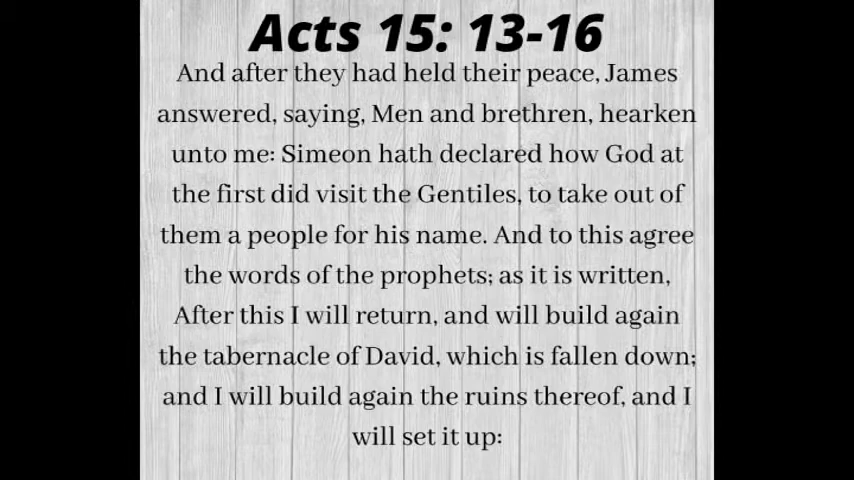 Acts 15: 13-16
And after they had held their peace, James
answered, saying, Men and brethren, hearken
unto me: Simeon hath declared how God at
the first did visit the Gentiles, to take out of
them a people for his name. And to this agree
the words of the prophets; as it is written,
After this I will return, and will build again
the tabernacle of David, which is fallen down;
and I will build again the ruins thereof, and I
will set it up: